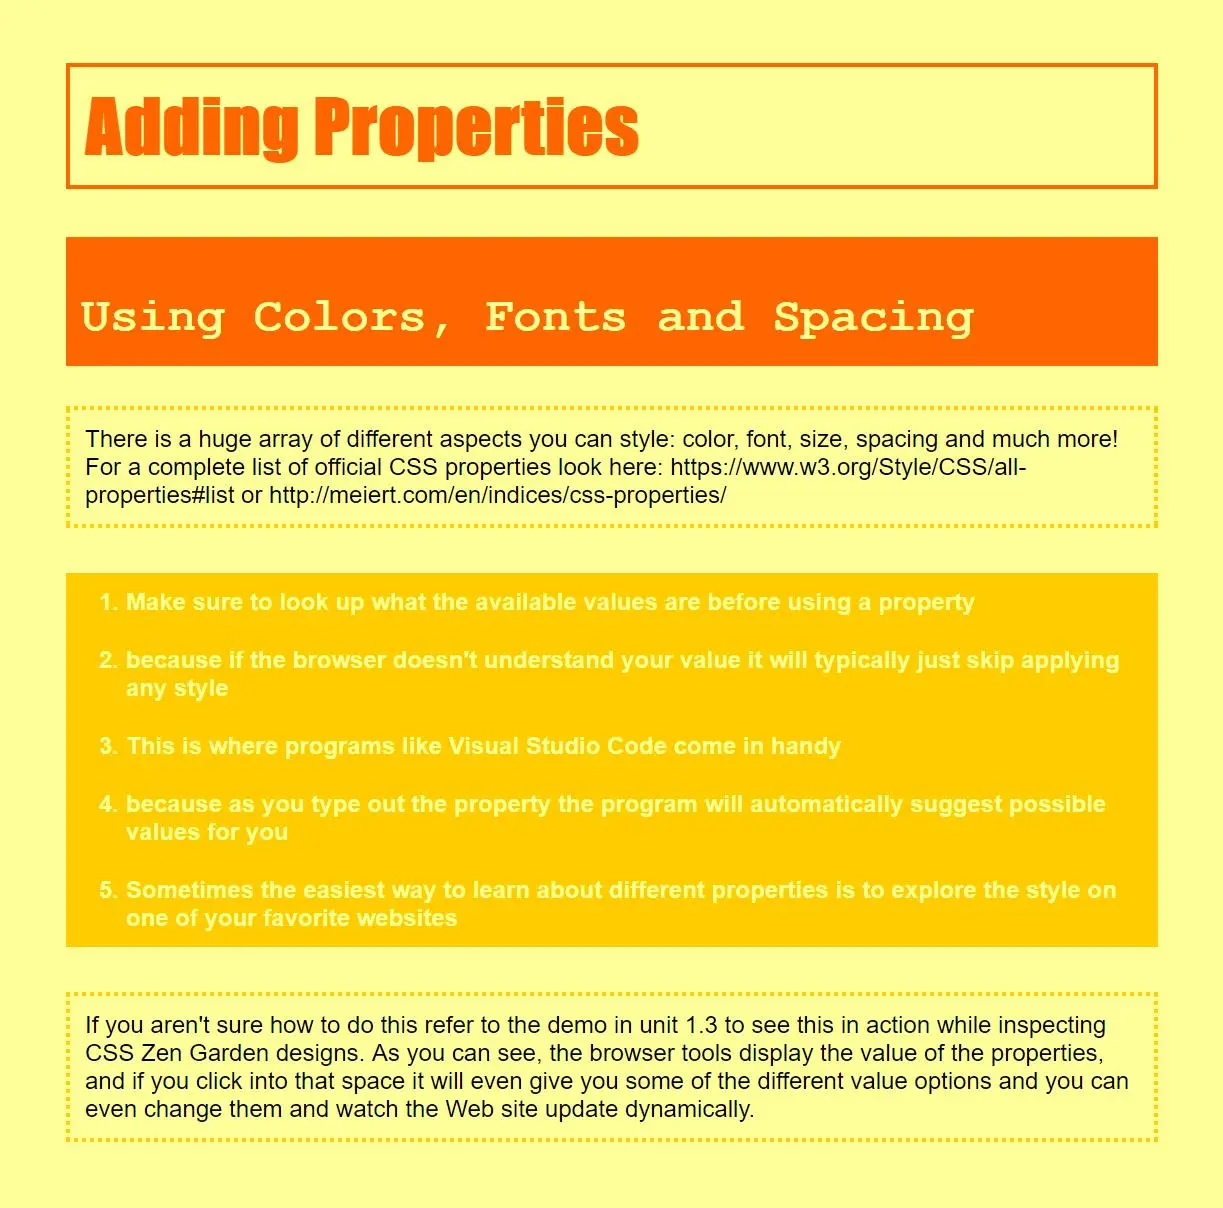 Adding Properties
Using Colors, Fonts and Spacing
There is a huge array of different aspects you can style: color, font, size, spacing and much more!
For a complete list of official CSS properties look here: https://www.w3.org/Style/CSS/all-
properties#list or http://meiert.com/en/indices/css-properties/
1. Make sure to look up what the available values are before using a property
2. because if the browser doesn't understand your value it will typically just skip applying
any style
3. This is where programs like Visual Studio Code come in handy
4. because as you type out the property the program will automatically suggest possible
values for you
5. Sometimes the easiest way to learn about different properties is to explore the style on
one of your favorite websites
If you aren't sure how to do this refer to the demo in unit 1.3 to see this in action while inspecting
CSS Zen Garden designs. As you can see, the browser tools display the value of the properties,
and if you click into that space it will even give you some of the different value options and you can
even change them and watch the Web site update dynamically.